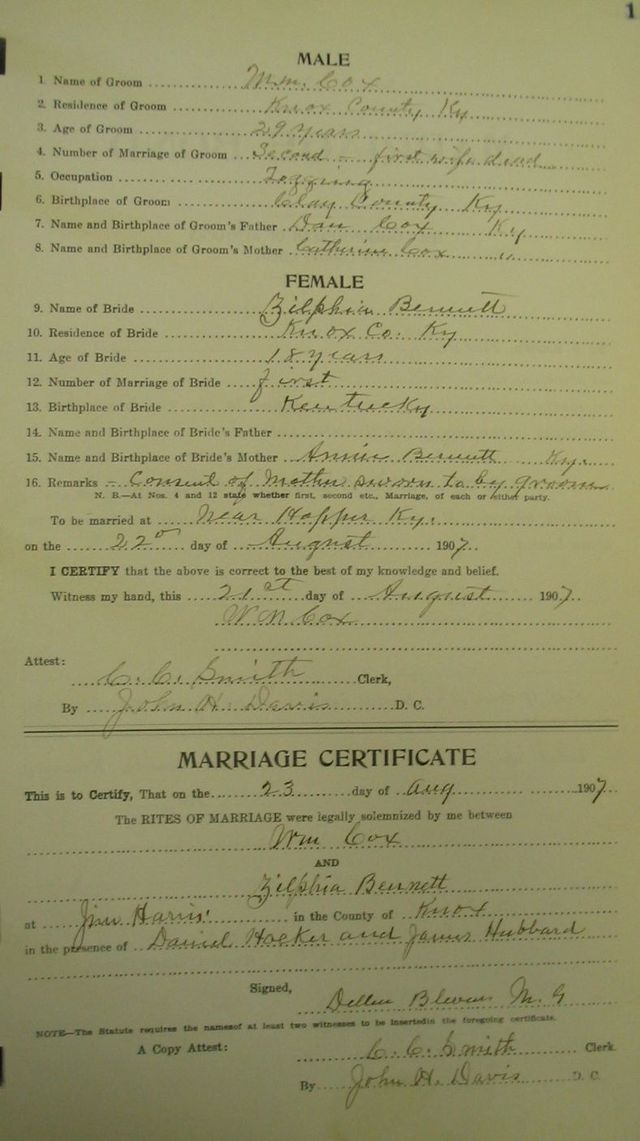 1
MALE
1 Name of Groom Wm. Cox
2. Residence of Groom Knox County Ky
3. Age of Groom 29 years
4. Number of Marriage of Groom Second – first wife dead
5. Occupation
6. Birthplace of Groom Clay County Ky
7. Name and Birthplace of Groom's Father Dan Cox Ky
8. Name and Birthplace of Groom's Mother Catherine Cox "
FEMALE
9. Name of Bride Zilphia Bennett
10. Residence of Bride Knox Co. Ky
11. Age of Bride 18 years
12. Number of Marriage of Bride first
13. Birthplace of Bride Kentucky
14. Name and Birthplace of Bride's Father
15. Name and Birthplace of Bride's Mother Annie Bennett Ky.
16. Remarks – Consent of Mother sworn to by groom
N. B.—At Nos. 4 and 12 state whether first, second etc., Marriage, of each or either party.
To be married at Near Hopper Ky.
on the 22nd day of August 1907
I CERTIFY that the above is correct to the best of my knowledge and belief.
Witness my hand, this 21st day of August 1907
W M Cox
Attest:
C. C. Smith Clerk,
By John H. Davis D. C.
MARRIAGE CERTIFICATE
This is to Certify, That on the 23 day of Aug 1907
The RITES OF MARRIAGE were legally solemnized by me between
Wm Cox
AND
Zilphia Bennett
at Jim Harris' in the County of Knox
in the presence of Daniel Hocker and James Hubbard
Signed,
Blevins M. G
NOTE—The Statute requires the namesof at least two witnesses to be insertedin the foregoing certificate.
A Copy Attest:
C. C. Smith Clerk
By John H. Davis D. C.